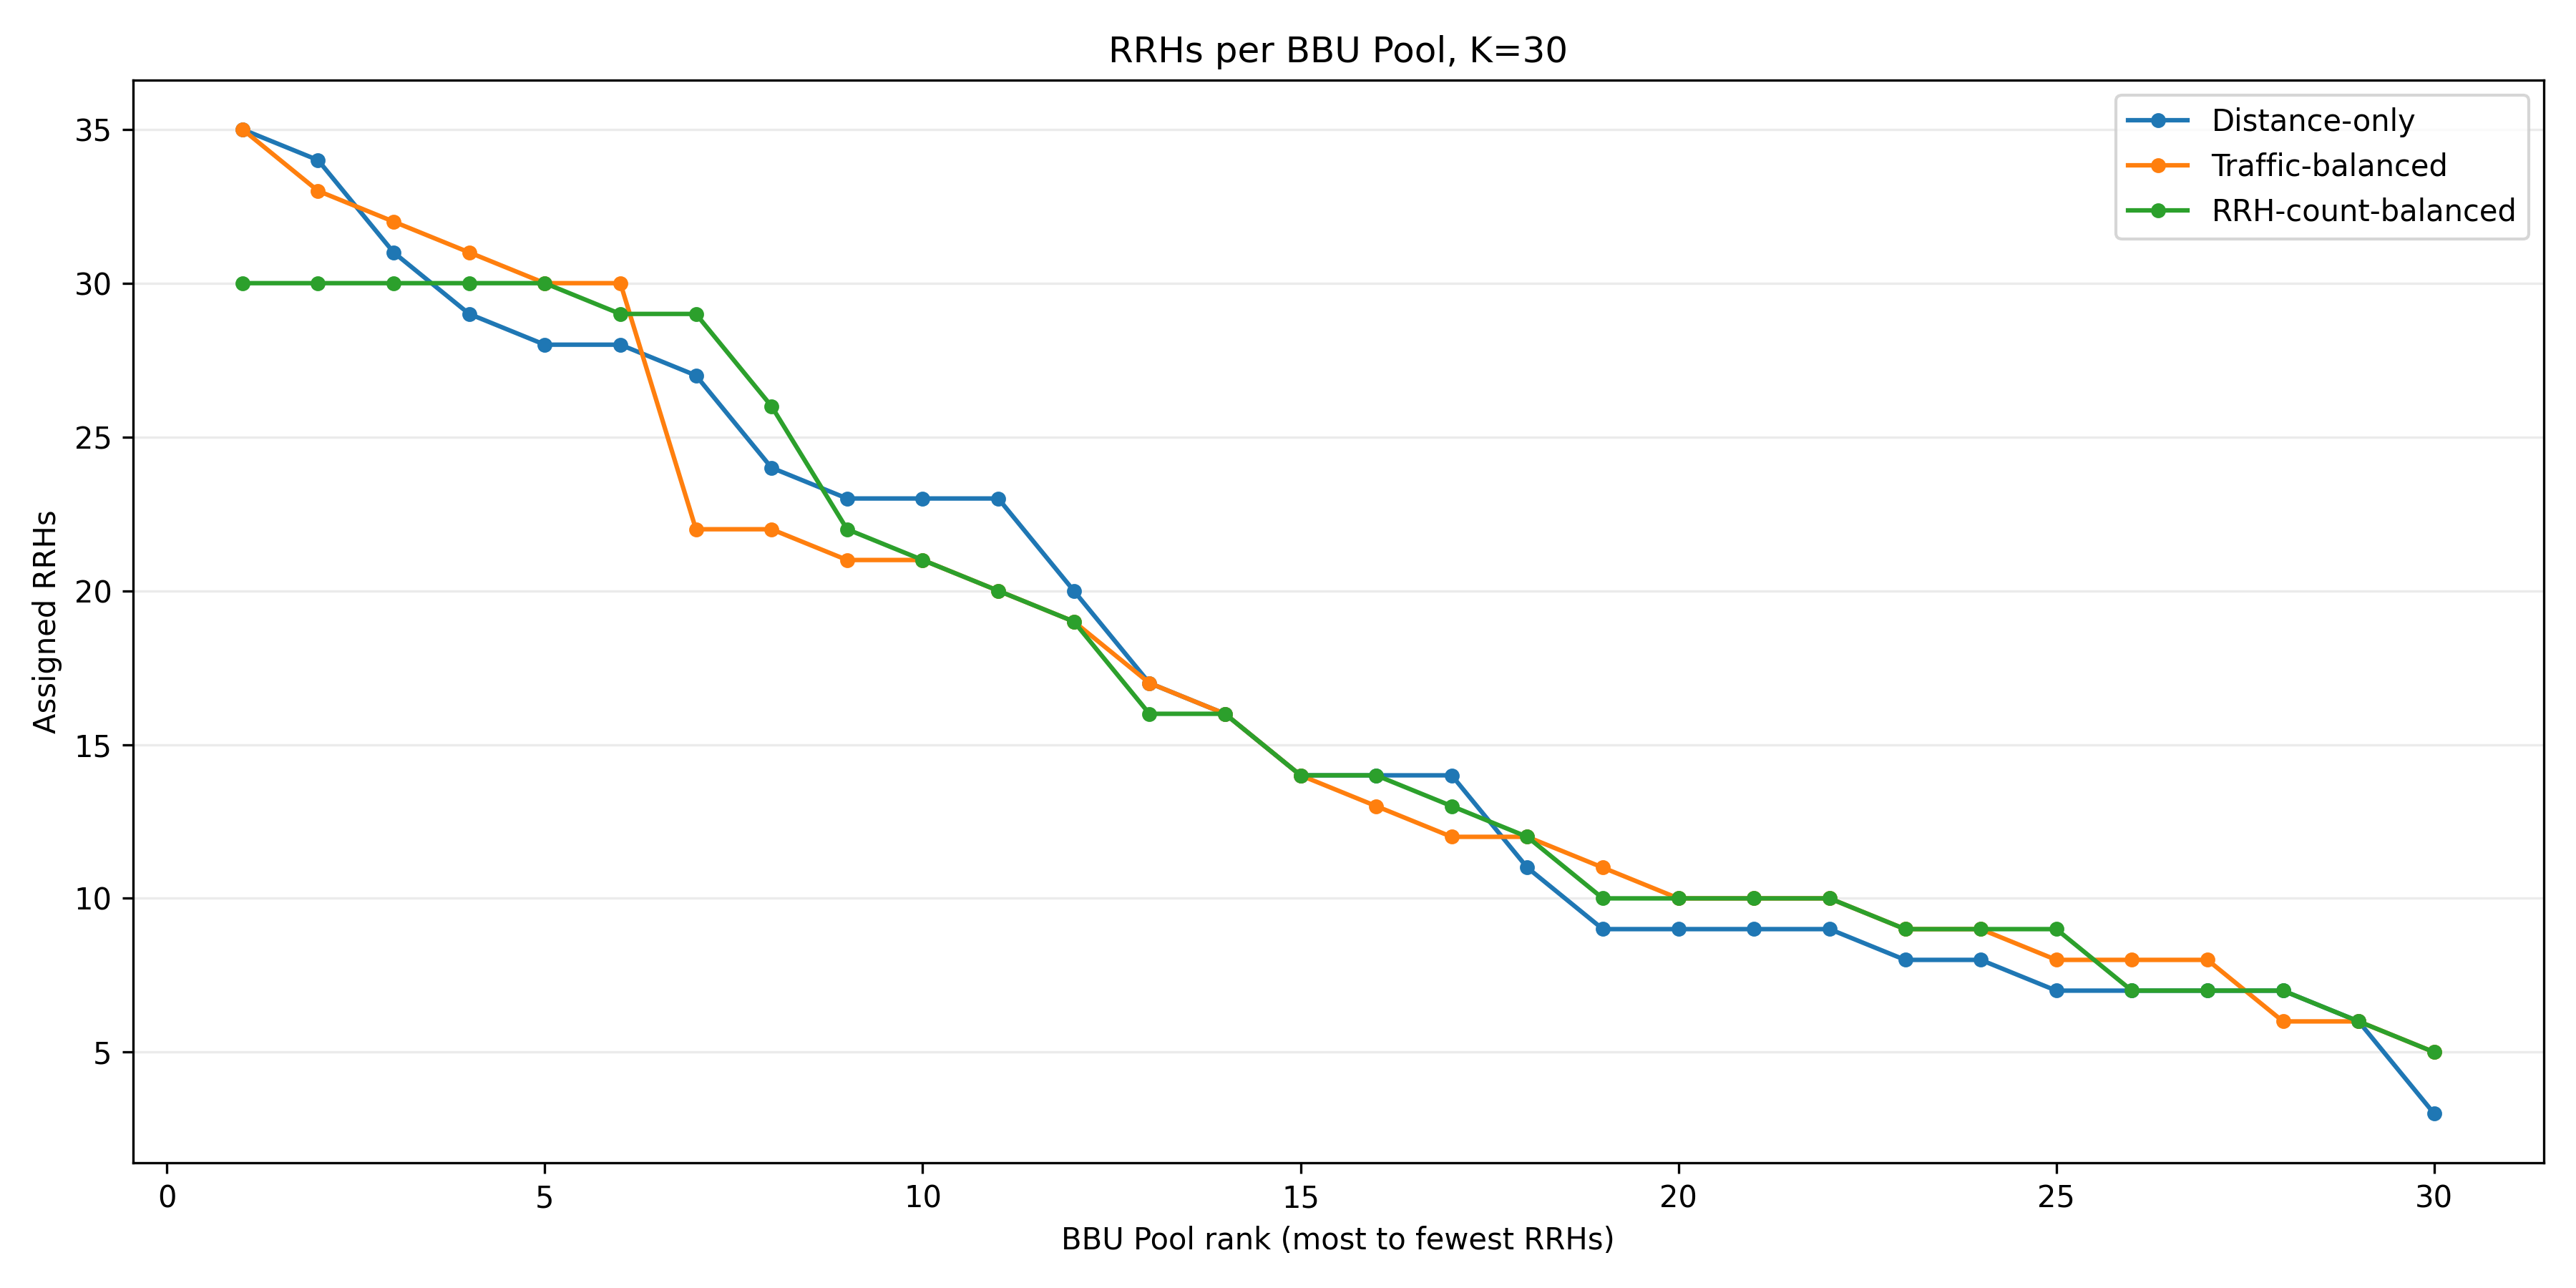 RRHs per BBU Pool, K=30
Distance-only
Traffic-balanced
RRH-count-balanced
Assigned RRHs
35
30
25
20
15
10
5
0 5 10 15 20 25 30
BBU Pool rank (most to fewest RRHs)